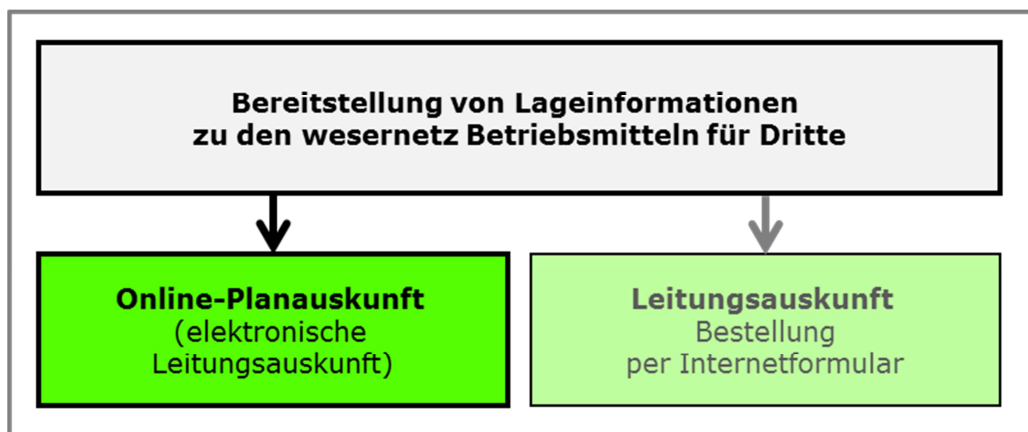 Bereitstellung von Lageinformationen
zu den wesernetz Betriebsmitteln für Dritte
Online-Planauskunft
(elektronische
Leitungsauskunft)
Leitungsauskunft
Bestellung
per Internetformular